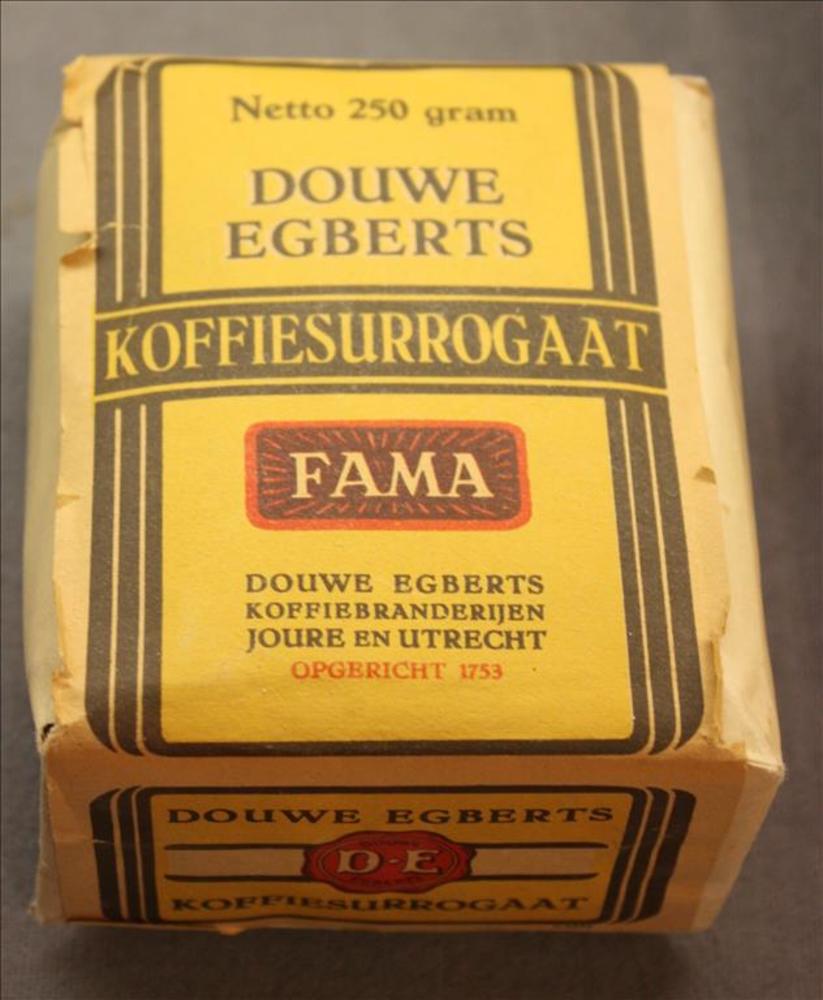 Netto 250 gram
DOUWE
EGBERTS
KOFFIESURROGAAT
FAMA
DOUWE EGBERTS
KOFFIEBRANDERIJEN
JOURE EN UTRECHT
OPGERICHT 1753
DOUWE EGBERTS
D·E
KOFFIESURROGAAT